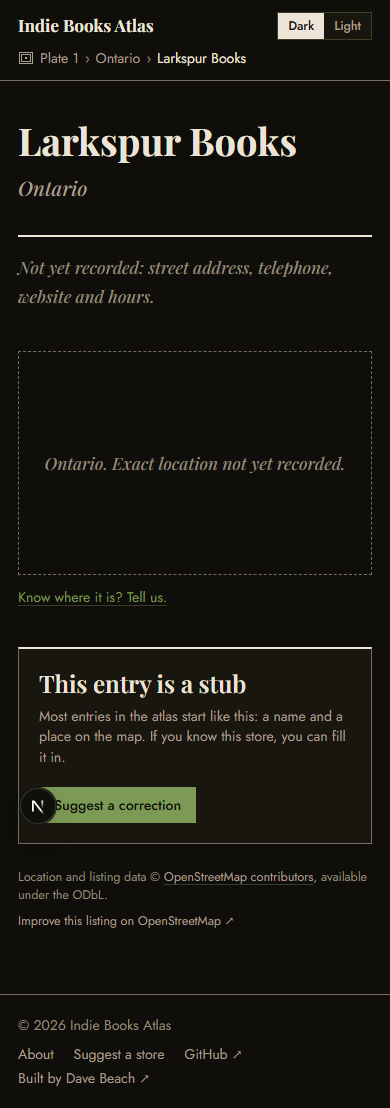 Indie Books Atlas
Dark Light
Plate 1 › Ontario › Larkspur Books
Larkspur Books
Ontario
Not yet recorded: street address, telephone,
website and hours.
Ontario. Exact location not yet recorded.
Know where it is? Tell us.
This entry is a stub
Most entries in the atlas start like this: a name and a
place on the map. If you know this store, you can fill
it in.
N
Suggest a correction
Location and listing data © OpenStreetMap contributors, available
under the ODbL.
Improve this listing on OpenStreetMap ↗
© 2026 Indie Books Atlas
About Suggest a store GitHub ↗
Built by Dave Beach ↗